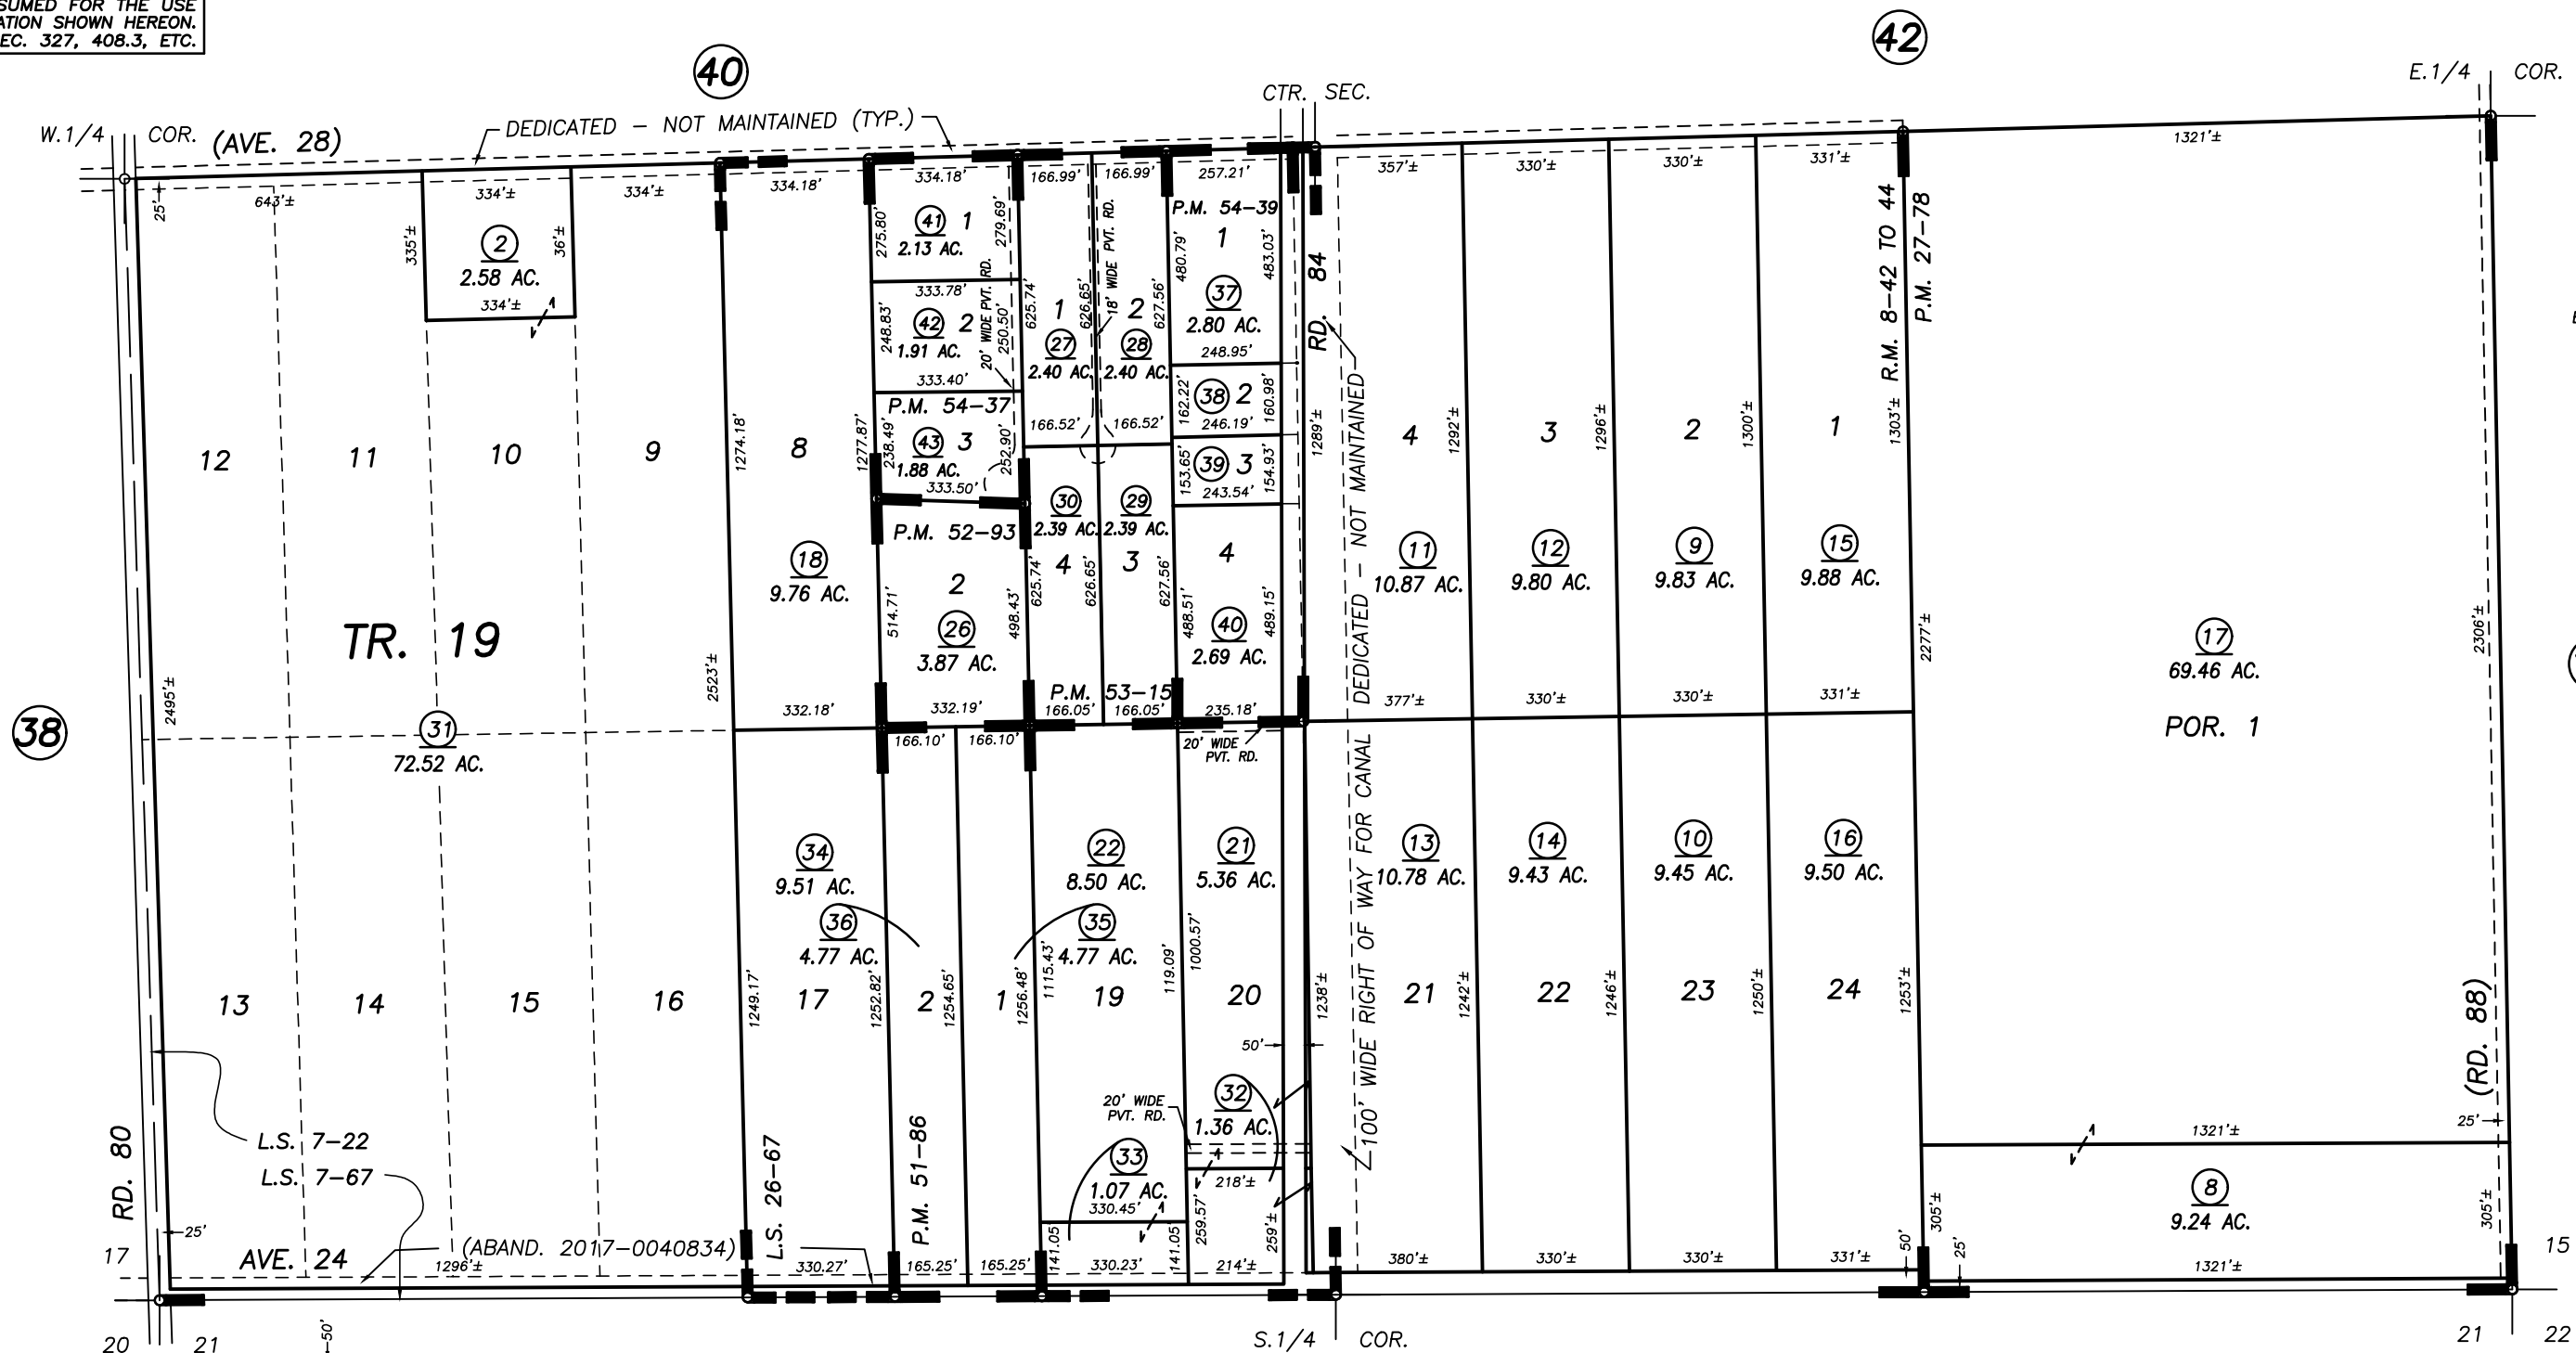 SUMED FOR THE USE
ATION SHOWN HEREON.
EC. 327, 408.3, ETC.
40
42
W.1/4 COR.
(AVE. 28)
DEDICATED - NOT MAINTAINED (TYP.)
CTR. SEC.
E.1/4 COR.
25'
643'±
334'±
334'±
334.18'
334.18'
166.99'
166.99'
257.21'
357'±
330'±
330'±
331'±
1321'±
335'±
2
2.58 AC.
36'±
334'±
275.80'
41 1
2.13 AC.
279.69'
333.78'
248.83'
42 2
1.91 AC.
250.50'
20' WIDE PVT. RD.
333.40'
P.M. 54-37
238.49'
43 3
1.88 AC.
252.90'
333.50'
625.74'
1
27
2.40 AC.
626.65'
18' WIDE PVT. RD.
2
28
2.40 AC.
627.56'
166.52'
166.52'
P.M. 54-39
1
480.79'
483.03'
37
2.80 AC.
248.95'
162.22'
38 2
160.98'
246.19'
153.65'
39 3
154.93'
243.54'
RD. 84
1289'±
DEDICATED - NOT MAINTAINED
R.M. 8-42 TO 44
P.M. 27-78
12
11
10
9
1274.18'
8
1277.87'
4
1292'±
3
1296'±
2
1300'±
1
1303'±
18
9.76 AC.
P.M. 52-93
2
514.71'
26
3.87 AC.
498.43'
30
2.39 AC.
4
625.74'
626.65'
29
2.39 AC.
3
627.56'
4
488.51'
40
2.69 AC.
489.15'
11
10.87 AC.
12
9.80 AC.
9
9.83 AC.
15
9.88 AC.
TR. 19
2495'±
2523'±
2277'±
17
69.46 AC.
POR. 1
2306'±
38
31
72.52 AC.
332.18'
332.19'
P.M. 53-15
166.05'
166.05'
235.18'
377'±
330'±
330'±
331'±
166.10'
166.10'
20' WIDE
PVT. RD.
34
9.51 AC.
36
4.77 AC.
22
8.50 AC.
35
4.77 AC.
21
5.36 AC.
13
10.78 AC.
14
9.43 AC.
10
9.45 AC.
16
9.50 AC.
100' WIDE RIGHT OF WAY FOR CANAL
13
14
15
16
1249.17'
17
1252.82'
2
1254.65'
1
1256.48'
1115.43'
19
1119.09'
1000.57'
20
1238'±
21
1242'±
22
1246'±
23
1250'±
24
1253'±
50'
(RD. 88)
RD. 80
L.S. 7-22
L.S. 7-67
L.S. 26-67
P.M. 51-86
20' WIDE
PVT. RD.
32
1.36 AC.
33
1.07 AC.
330.45'
218'±
25'
1321'±
8
9.24 AC.
305'±
305'±
25'
17
AVE. 24
(ABAND. 2017-0040834)
1296'±
330.27'
165.25'
165.25'
141.05'
330.23'
141.05'
259.57'
214'±
259'±
380'±
330'±
330'±
331'±
50'
25'
1321'±
15
20
21
50'
S.1/4 COR.
21
22